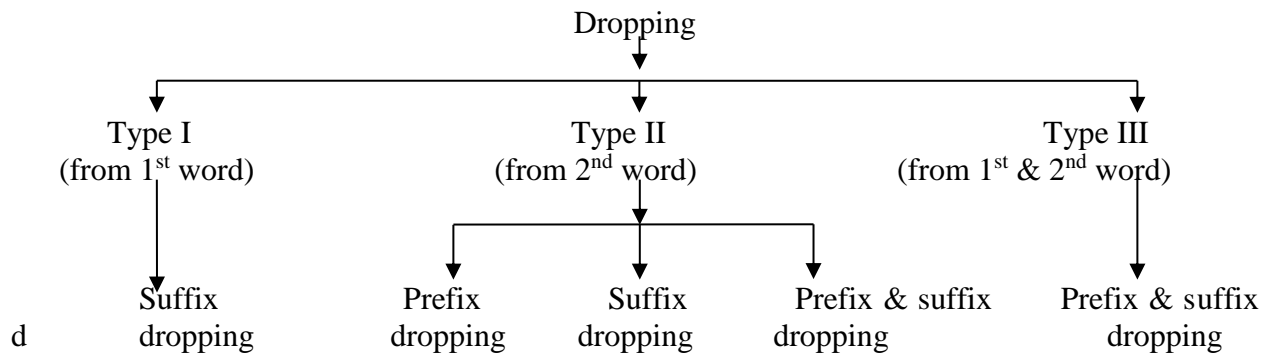 Dropping
Type I Type II Type III
(from 1st word) (from 2nd word) (from 1st & 2nd word)
Suffix Prefix Suffix Prefix & suffix Prefix & suffix
d dropping dropping dropping dropping dropping